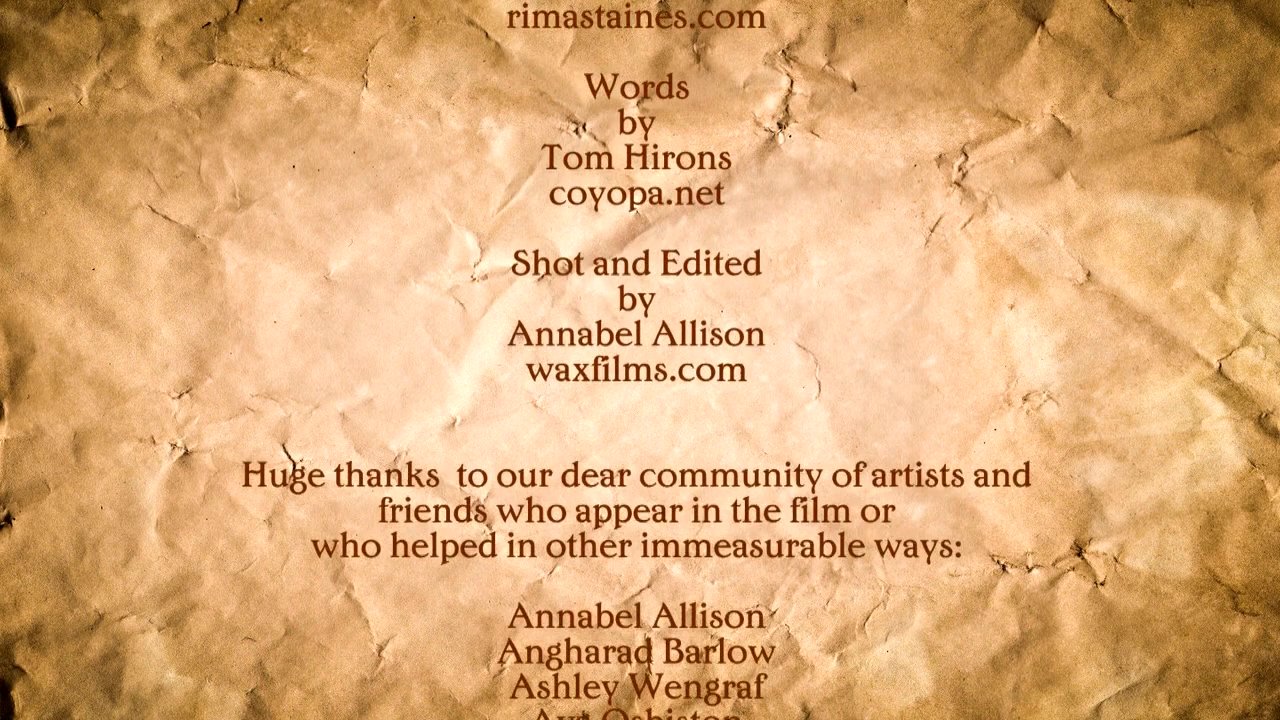 rimastaines.com
Words
by
Tom Hirons
coyopa.net
Shot and Edited
by
Annabel Allison
waxfilms.com
Huge thanks  to our dear community of artists and
friends who appear in the film or
who helped in other immeasurable ways:
Annabel Allison
Angharad Barlow
Ashley Wengraf